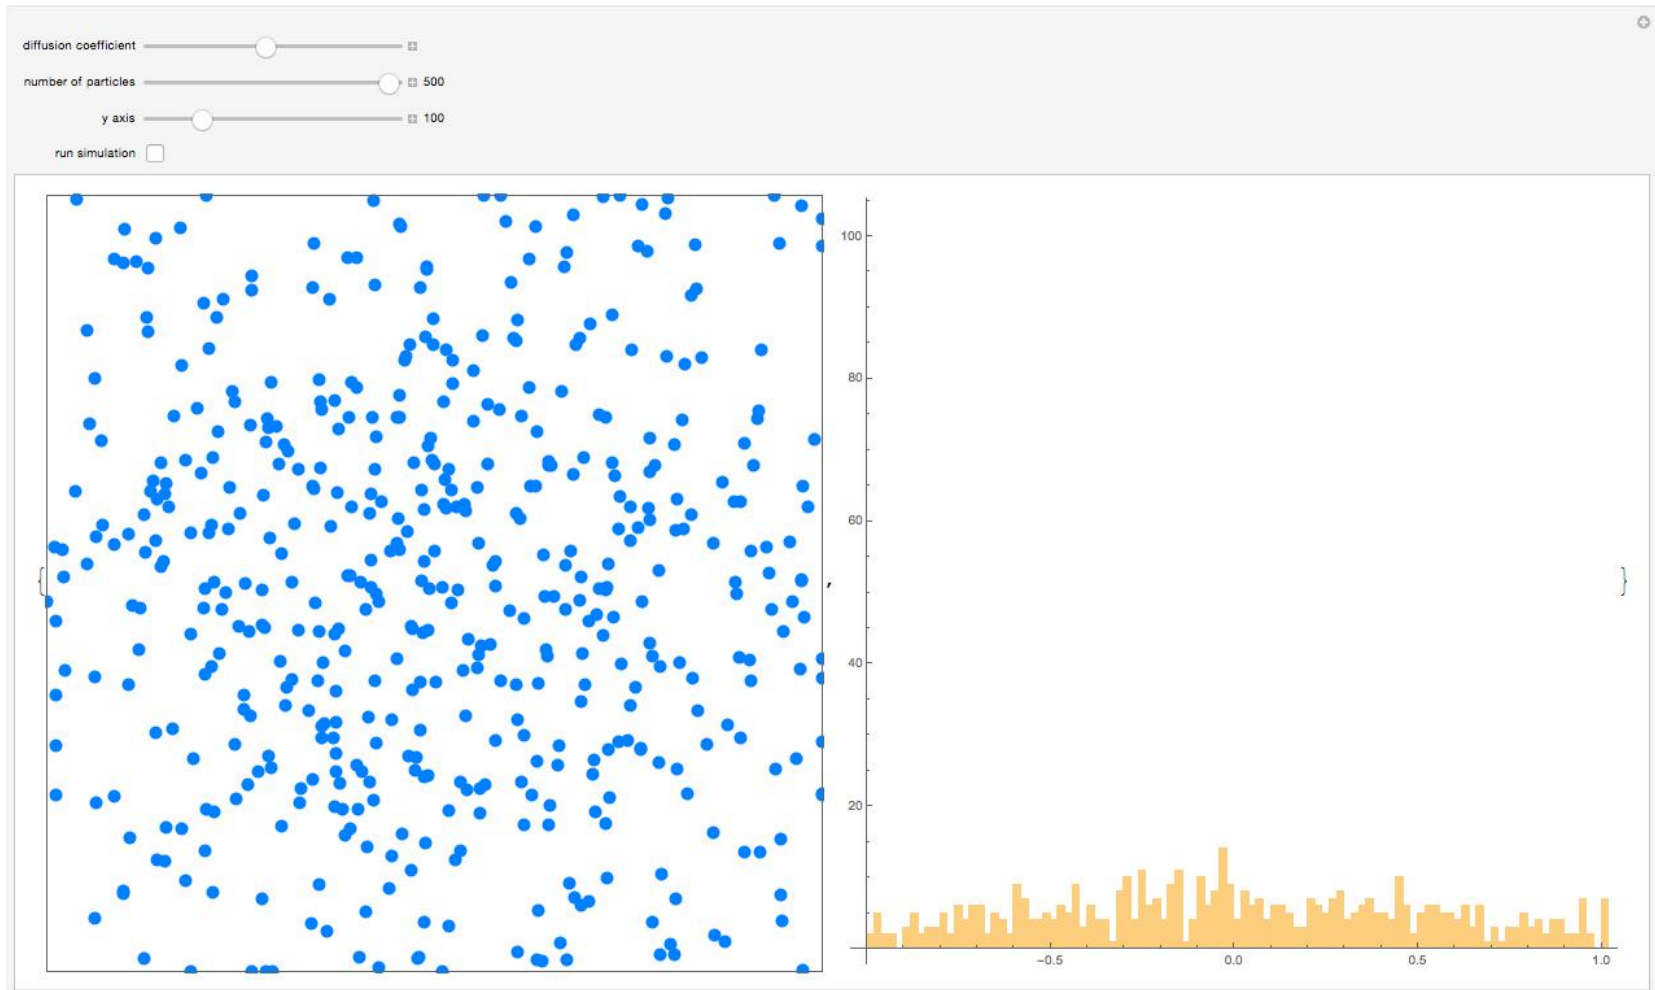 diffusion coefficient
number of particles 500
y axis 100
run simulation
100
80
60
40
20
{ , }
-0.5 0.0 0.5 1.0